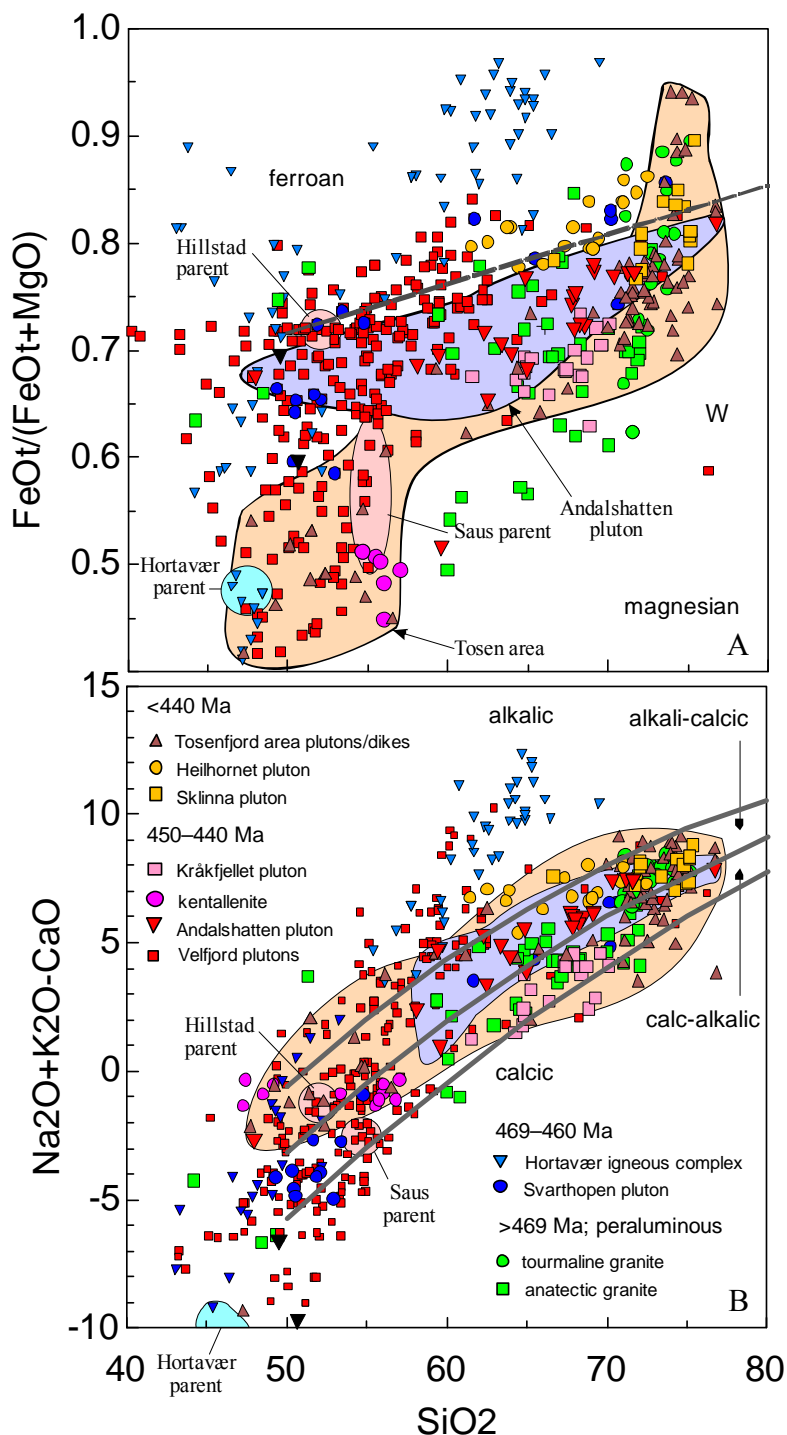 1.0
0.9
0.8
0.7
0.6
0.5
FeOt/(FeOt+MgO)
ferroan
Hillstad
parent
W
Andalshatten
pluton
Saus parent
Hortavær
parent
magnesian
Tosen area
A
15
10
5
0
-5
-10
Na2O+K2O-CaO
<440 Ma
Tosenfjord area plutons/dikes
Heilhornet pluton
Sklinna pluton
450–440 Ma
Kråkfjellet pluton
kentallenite
Andalshatten pluton
Velfjord plutons
alkalic
alkali-calcic
calc-alkalic
calcic
Hillstad
parent
Saus
parent
469–460 Ma
Hortavær igneous complex
Svarthopen pluton
>469 Ma; peraluminous
tourmaline granite
anatectic granite
B
Hortavær
parent
40
50
60
70
80
SiO2